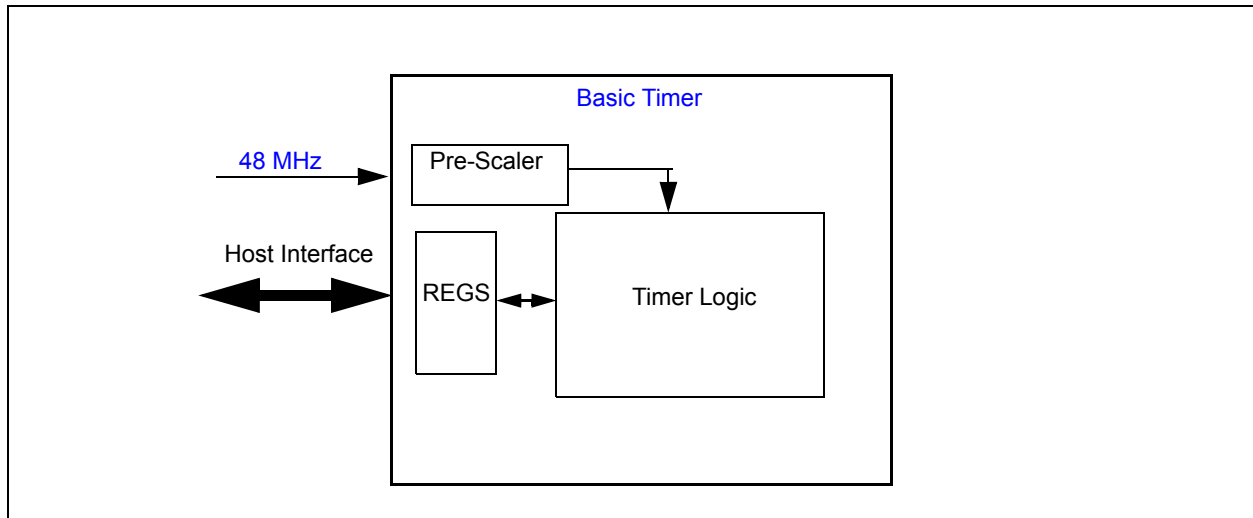 Basic Timer
48 MHz
Pre-Scaler
Host Interface
REGS
Timer Logic